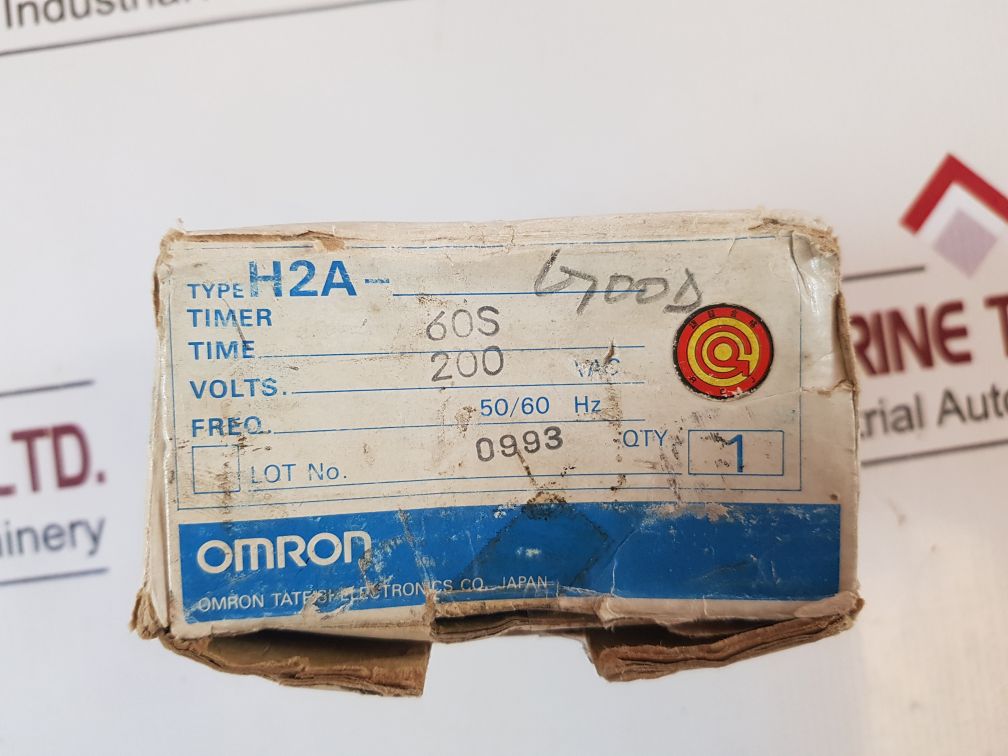 Industrial
TYPE H2A-
GOOD
TIMER
TIME 60S
VOLTS. 200 VAC
FREQ. 50/60 Hz
LOT No. 0993 QTY 1
OMRON
OMRON TATEISI ELECTRONICS CO. JAPAN
LTD.
RINE T
rial Auto
inery